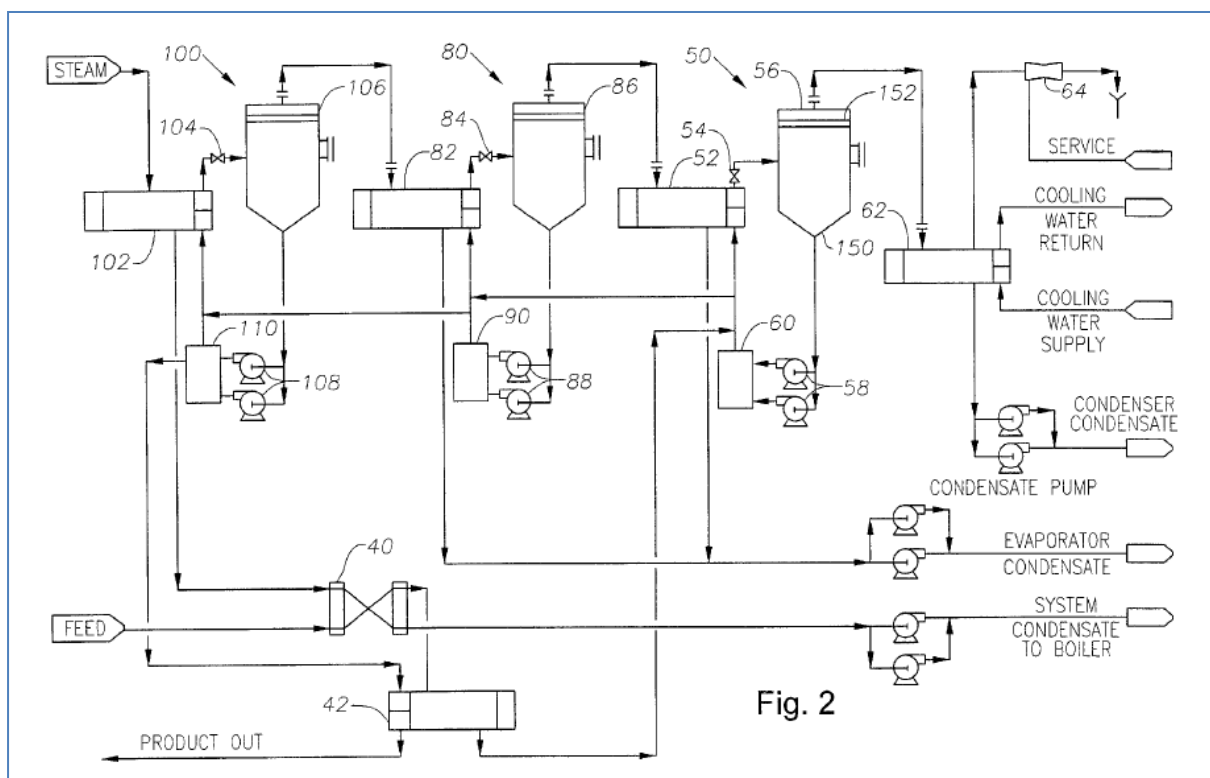 STEAM
100
106
104
102
110
108
80
86
84
82
90
88
50
56
152
54
52
150
60
58
64
SERVICE
COOLING
WATER
RETURN
62
COOLING
WATER
SUPPLY
CONDENSER
CONDENSATE
CONDENSATE PUMP
EVAPORATOR
CONDENSATE
SYSTEM
CONDENSATE
TO BOILER
40
FEED
42
PRODUCT OUT
Fig. 2